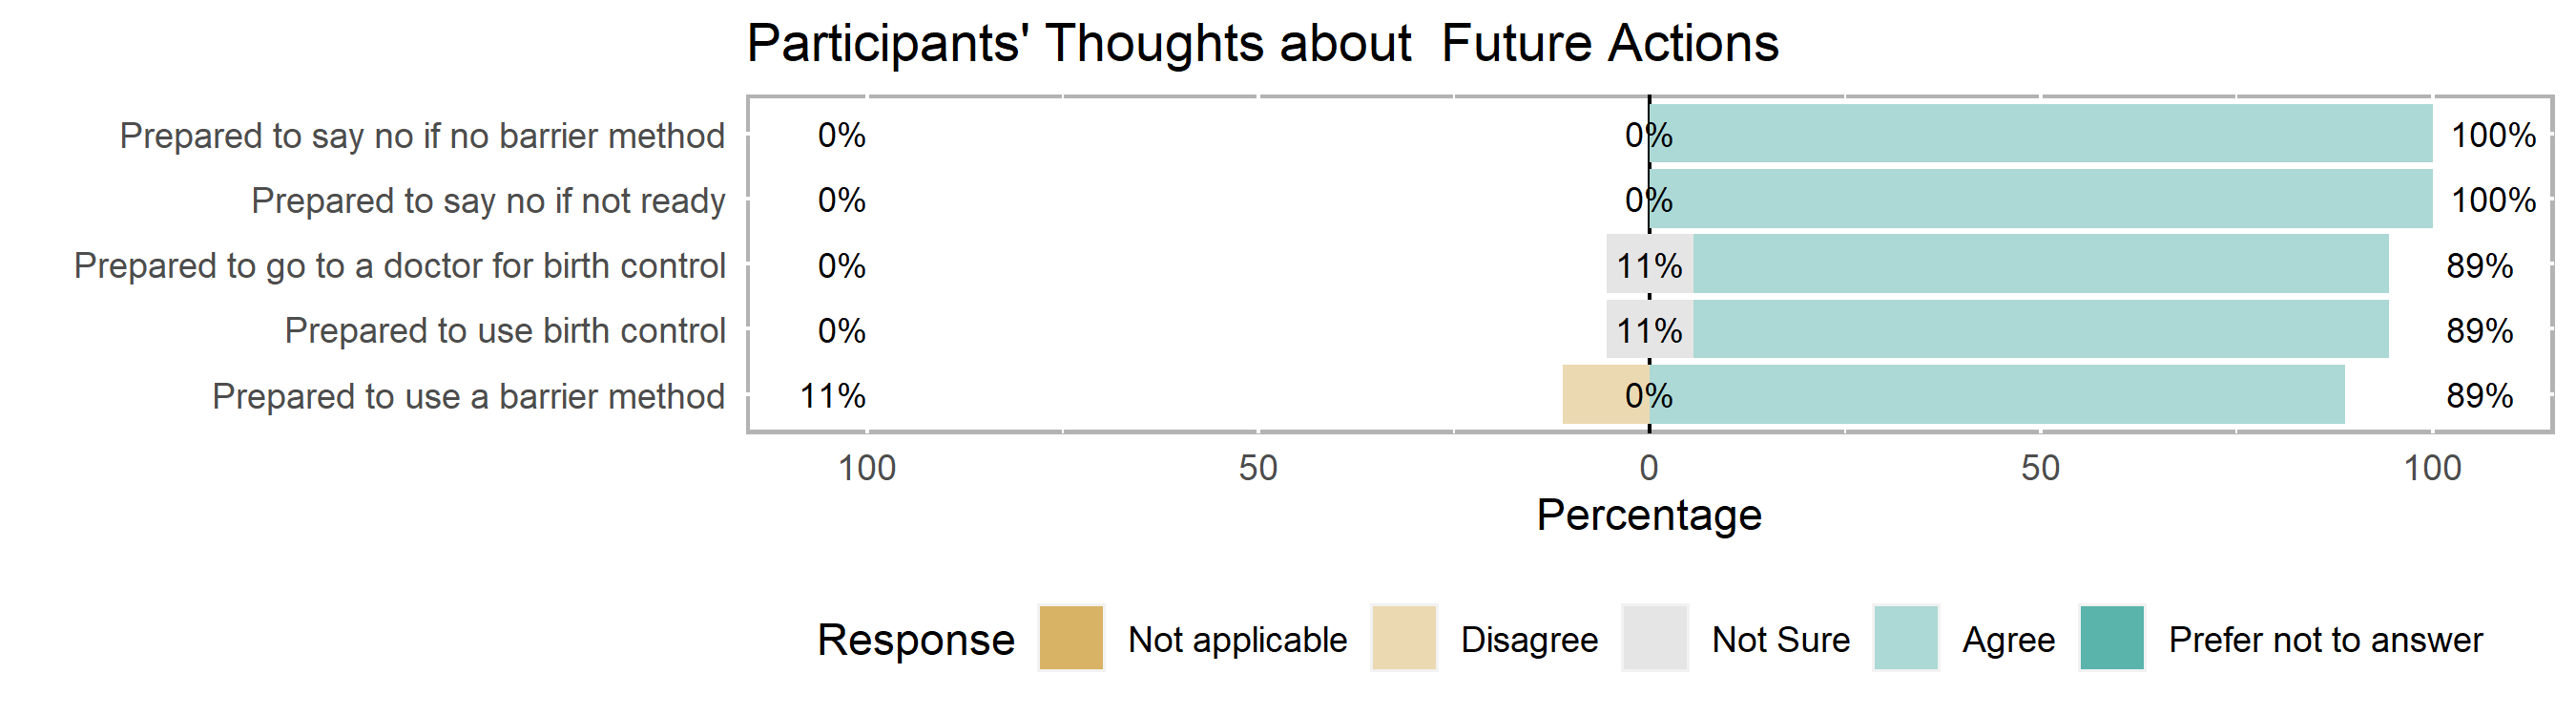 Participants' Thoughts about  Future Actions
Prepared to say no if no barrier method 0% 0% 100%
Prepared to say no if not ready 0% 0% 100%
Prepared to go to a doctor for birth control 0% 11% 89%
Prepared to use birth control 0% 11% 89%
Prepared to use a barrier method 11% 0% 89%
100 50 0 50 100
Percentage
Response Not applicable Disagree Not Sure Agree Prefer not to answer